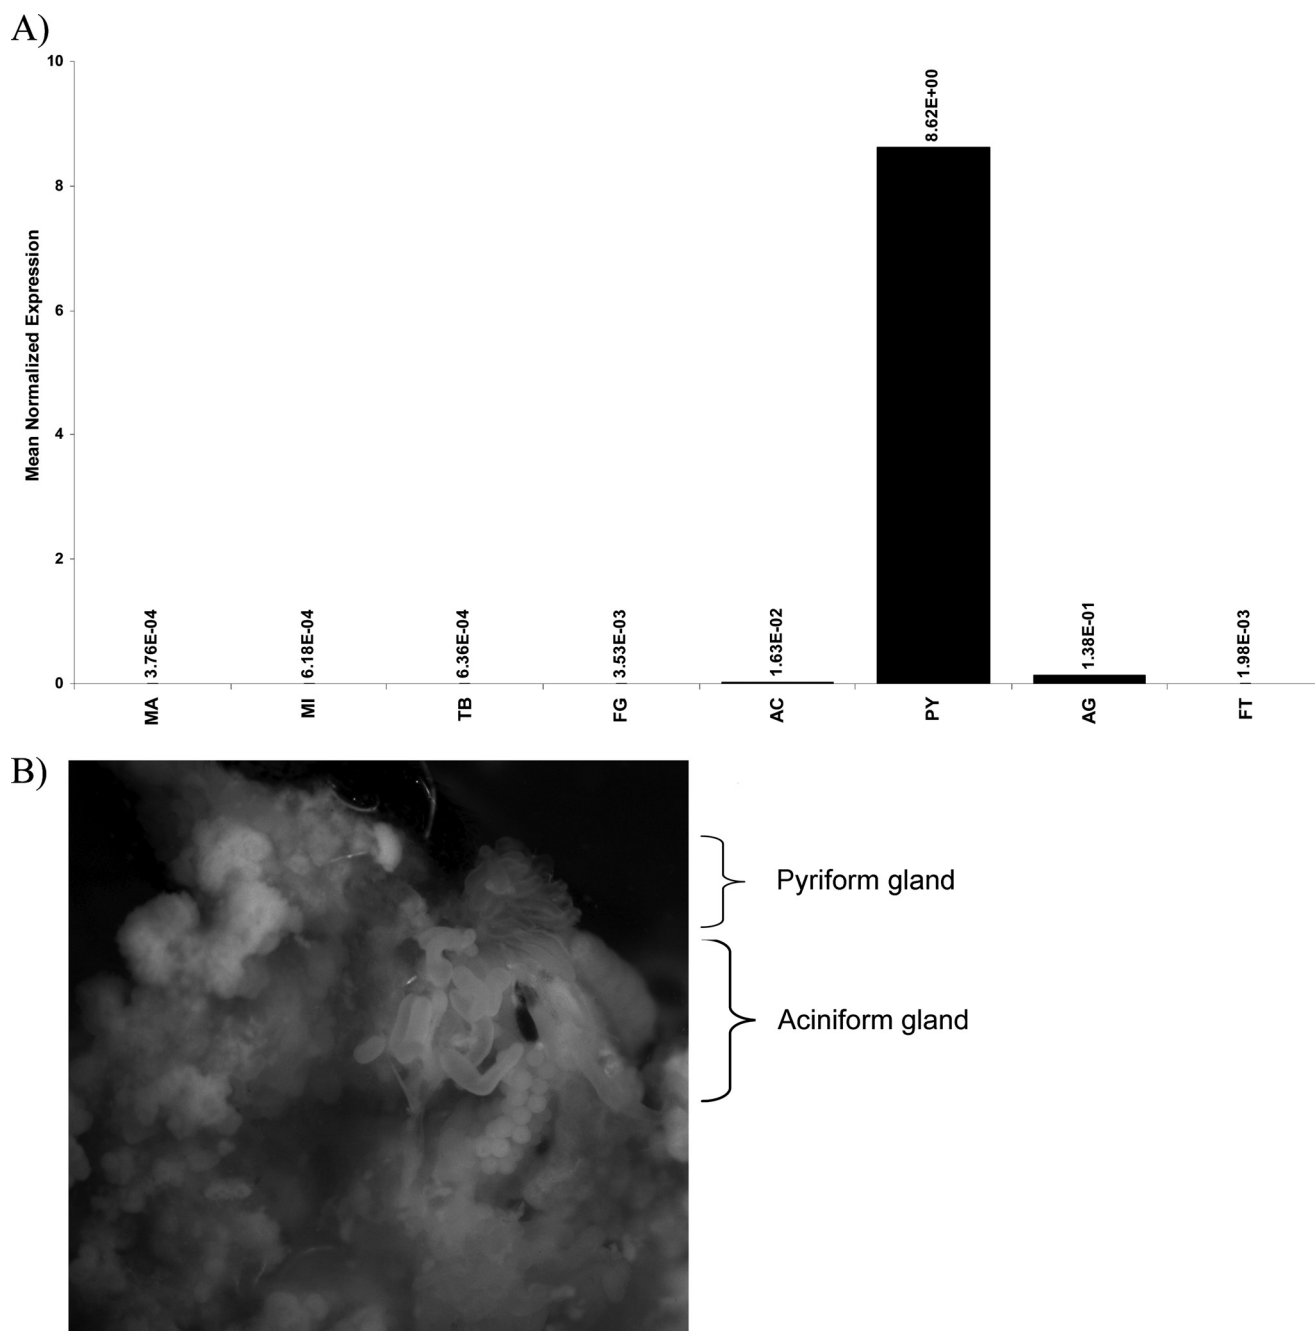 A)
Mean Normalized Expression
10
8
6
4
2
0
3.76E-04
6.18E-04
6.36E-04
3.53E-03
1.63E-02
8.62E+00
1.38E-01
1.98E-03
MA
MI
TB
FG
AC
PY
AG
FT
B)
Pyriform gland
Aciniform gland